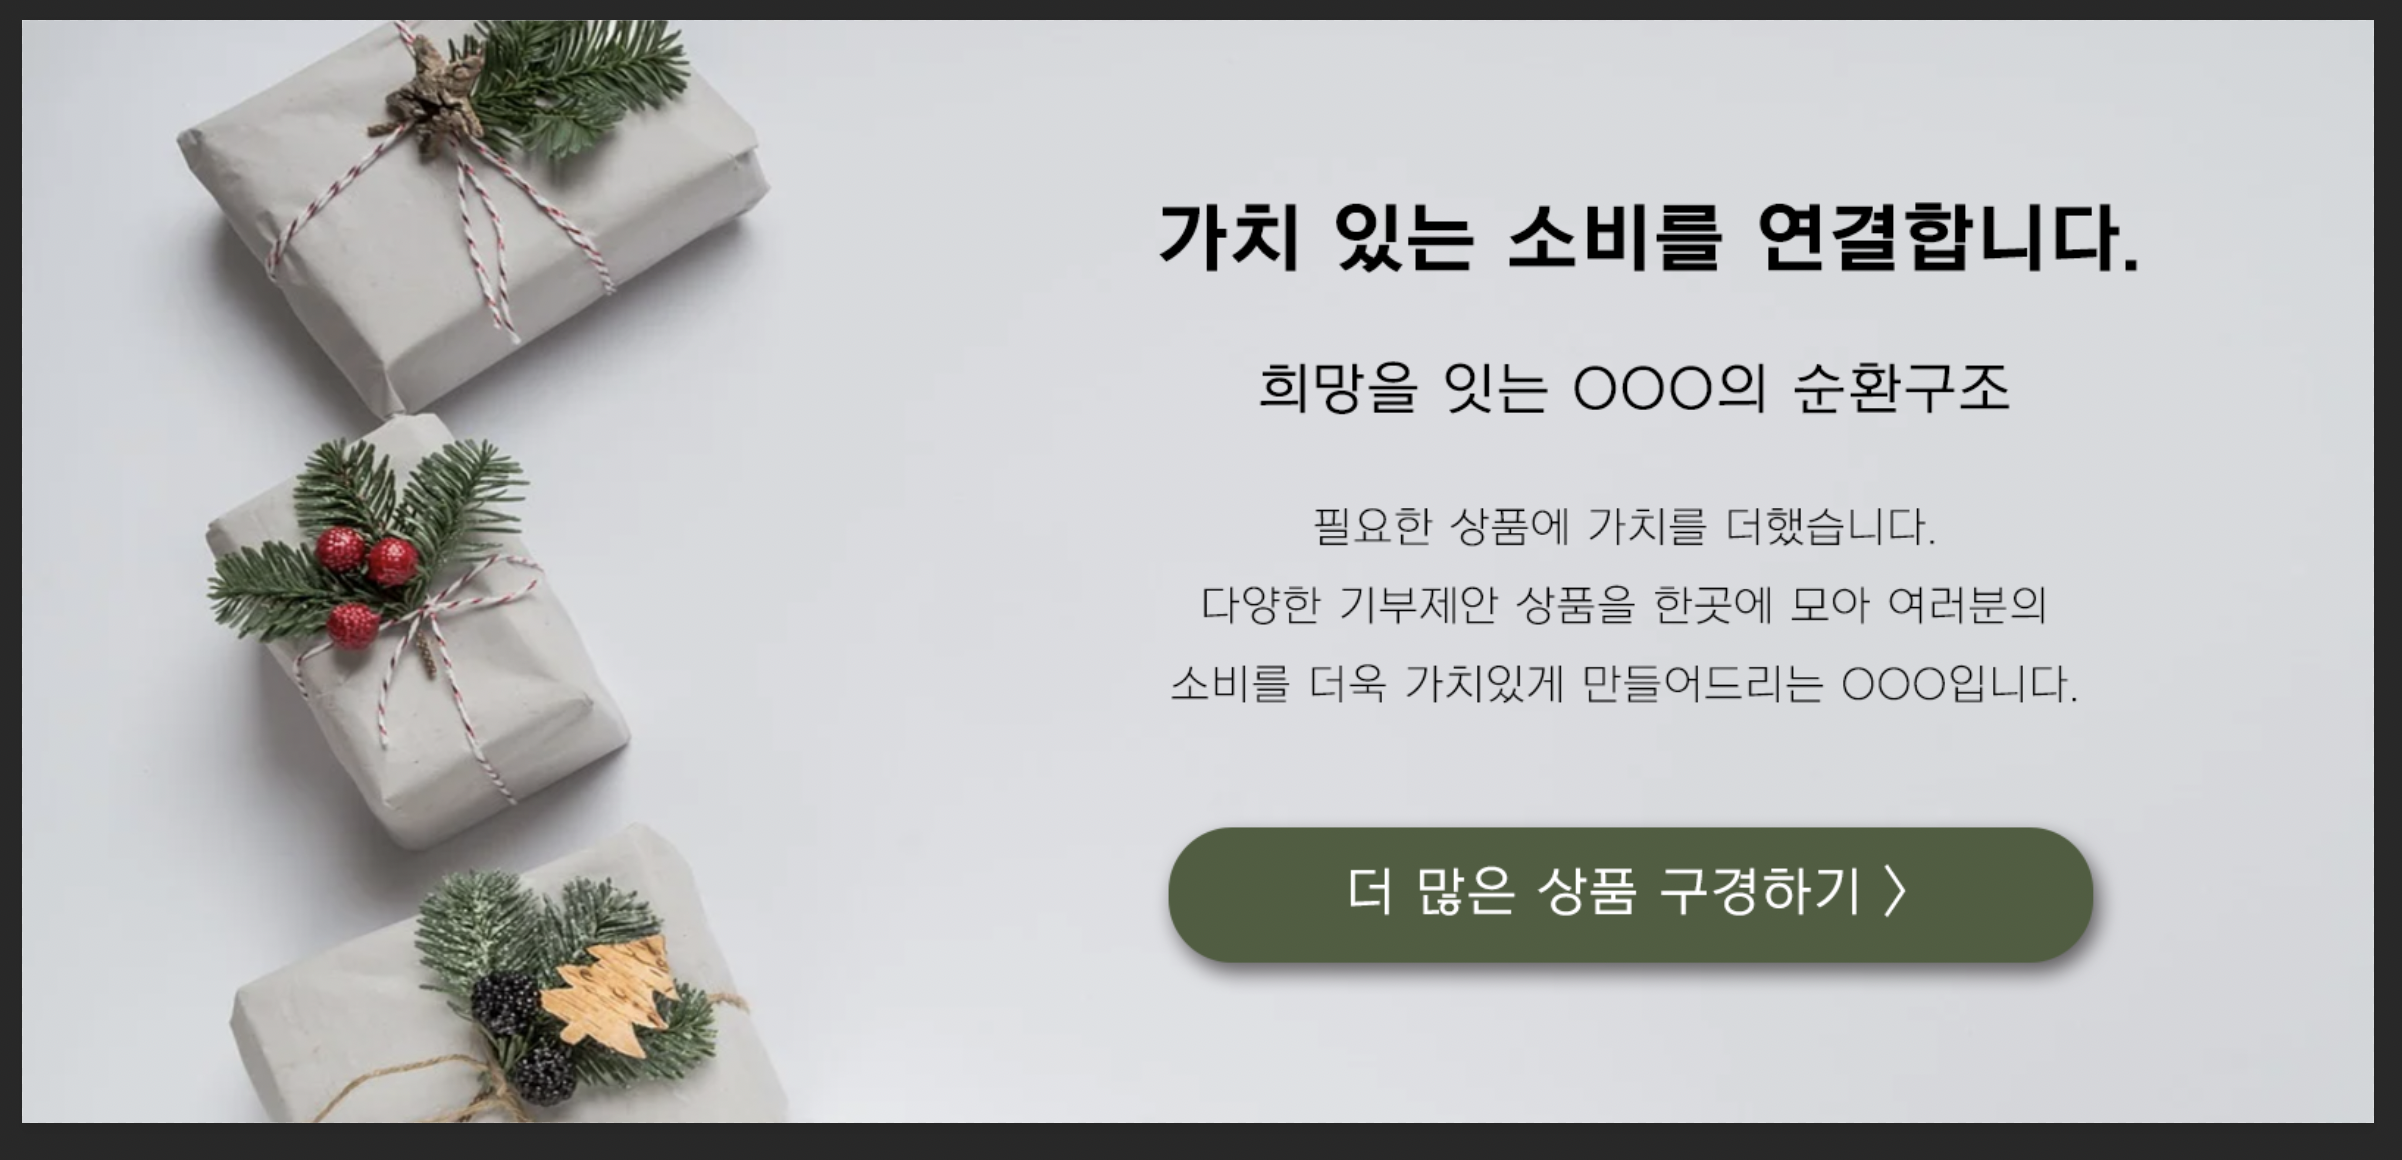 가치 있는 소비를 연결합니다.
희망을 잇는 OOO의 순환구조
필요한 상품에 가치를 더했습니다.
다양한 기부제안 상품을 한곳에 모아 여러분의
소비를 더욱 가치있게 만들어드리는 OOO입니다.
더 많은 상품 구경하기 〉